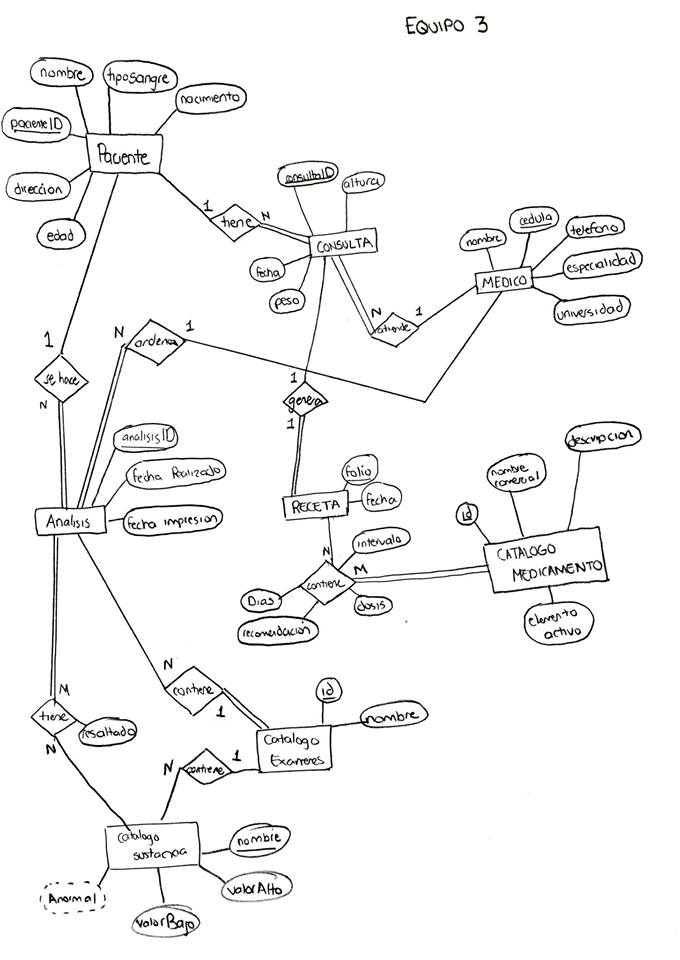 EQUIPO 3
nombre
tiposangre
nacimiento
pacienteID
Paciente
direccion
edad
consultaID
altura
1
tiene
N
CONSULTA
fecha
peso
nombre
cedula
telefono
especialidad
MEDICO
universidad
N
atiende
1
N
ordena
1
1
se hace
N
1
genera
1
analisisID
fecha Realizado
fecha impresion
Analisis
folio
RECETA
fecha
descripcion
nombre
comercial
id
CATALOGO
MEDICAMENTO
elemento
activo
intervalo
N
M
contiene
Dias
dosis
recomendación
N
contiene
1
id
nombre
Catalogo
Examenes
M
tiene
resaltado
N
N
contiene
1
Catalogo
sustancia
nombre
valorAlto
Anormal
valorBajo